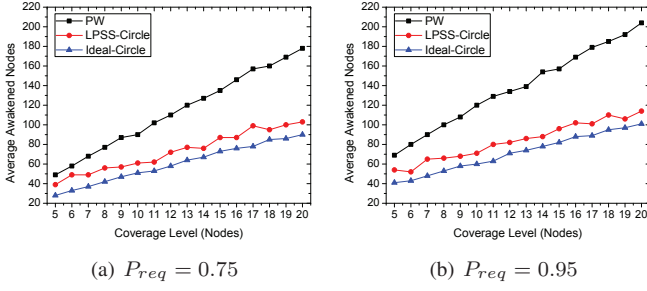 220
200
180
160
140
120
100
80
60
40
20
Average Awakened Nodes
PW
LPSS-Circle
Ideal-Circle
5 6 7 8 9 10 11 12 13 14 15 16 17 18 19 20
Coverage Level (Nodes)
(a) P_req = 0.75
220
200
180
160
140
120
100
80
60
40
20
Average Awakened Nodes
PW
LPSS-Circle
Ideal-Circle
5 6 7 8 9 10 11 12 13 14 15 16 17 18 19 20
Coverage Level (Nodes)
(b) P_req = 0.95